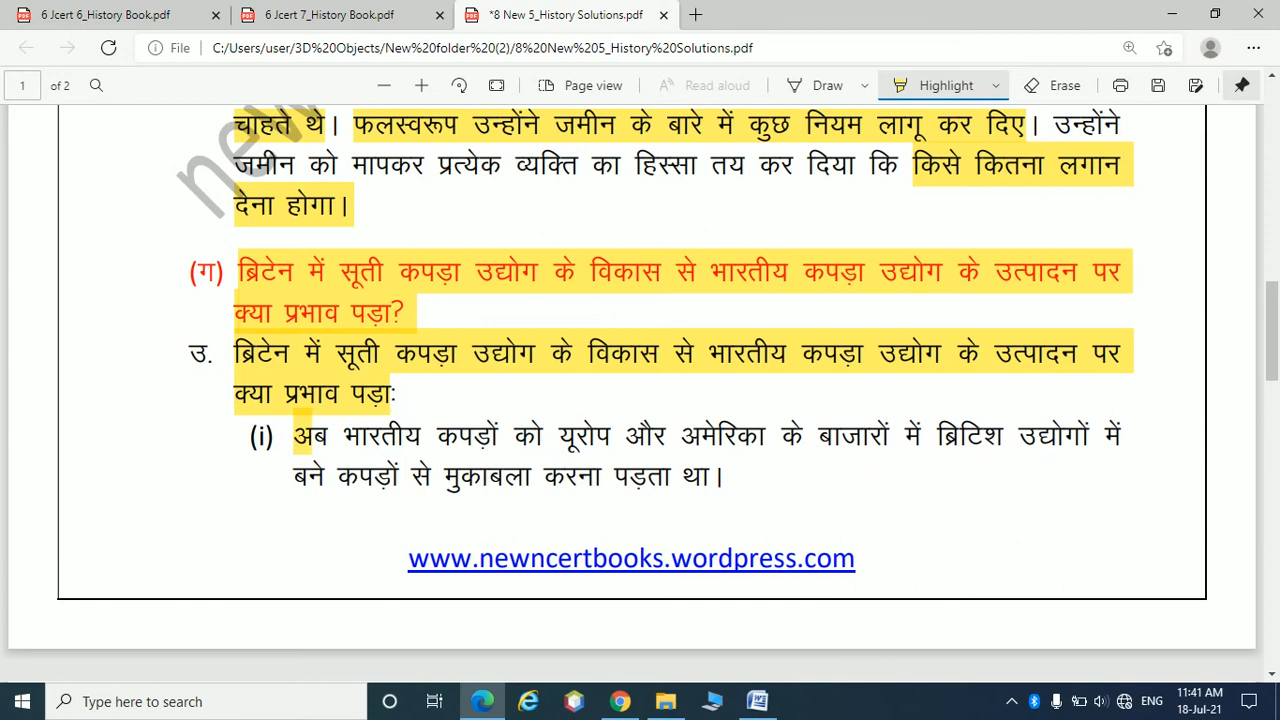 6 Jcert 6_History Book.pdf
6 Jcert 7_History Book.pdf
*8 New 5_History Solutions.pdf
File
C:/Users/user/3D%20Objects/New%20folder%20(2)/8%20New%205_History%20Solutions.pdf
1 of 2
Page view
Read aloud
Draw
Highlight
Erase
new
चाहते थे। फलस्वरूप उन्होंने जमीन के बारे में कुछ नियम लागू कर दिए। उन्होंने
जमीन को मापकर प्रत्येक व्यक्ति का हिस्सा तय कर दिया कि किसे कितना लगान
देना होगा।
(ग) ब्रिटेन में सूती कपड़ा उद्योग के विकास से भारतीय कपड़ा उद्योग के उत्पादन पर
क्या प्रभाव पड़ा?
उ. ब्रिटेन में सूती कपड़ा उद्योग के विकास से भारतीय कपड़ा उद्योग के उत्पादन पर
क्या प्रभाव पड़ाः
(i) अब भारतीय कपड़ों को यूरोप और अमेरिका के बाजारों में ब्रिटिश उद्योगों में
बने कपड़ों से मुकाबला करना पड़ता था।
www.newncertbooks.wordpress.com
Type here to search
ENG
11:41 AM
18-Jul-21